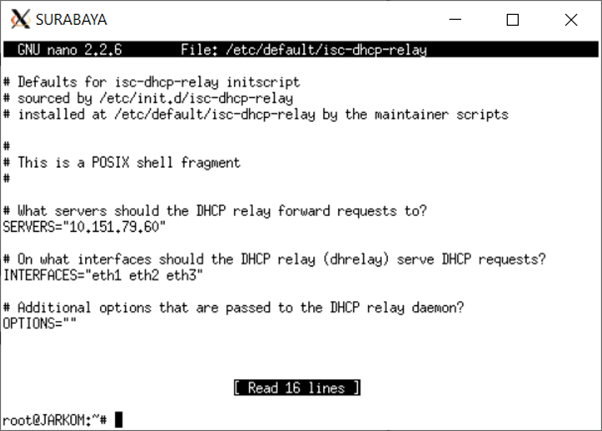 SURABAYA
GNU nano 2.2.6 File: /etc/default/isc-dhcp-relay
# Defaults for isc-dhcp-relay initscript
# sourced by /etc/init.d/isc-dhcp-relay
# installed at /etc/default/isc-dhcp-relay by the maintainer scripts
#
# This is a POSIX shell fragment
#
# What servers should the DHCP relay forward requests to?
SERVERS="10.151.79.60"
# On what interfaces should the DHCP relay (dhrelay) serve DHCP requests?
INTERFACES="eth1 eth2 eth3"
# Additional options that are passed to the DHCP relay daemon?
OPTIONS=""
[ Read 16 lines ]
root@JARKOM:~#